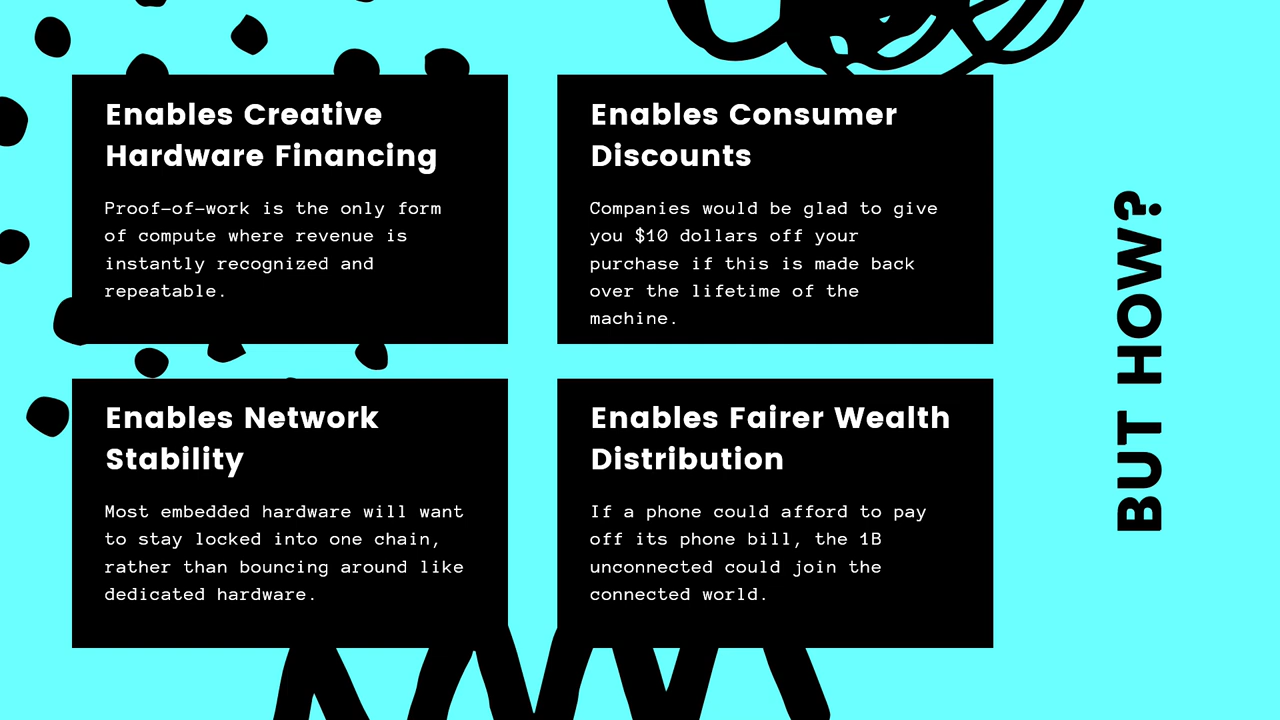 Enables Creative
Hardware Financing
Proof-of-work is the only form
of compute where revenue is
instantly recognized and
repeatable.
Enables Consumer
Discounts
Companies would be glad to give
you $10 dollars off your
purchase if this is made back
over the lifetime of the
machine.
Enables Network
Stability
Most embedded hardware will want
to stay locked into one chain,
rather than bouncing around like
dedicated hardware.
Enables Fairer Wealth
Distribution
If a phone could afford to pay
off its phone bill, the 1B
unconnected could join the
connected world.
BUT HOW?